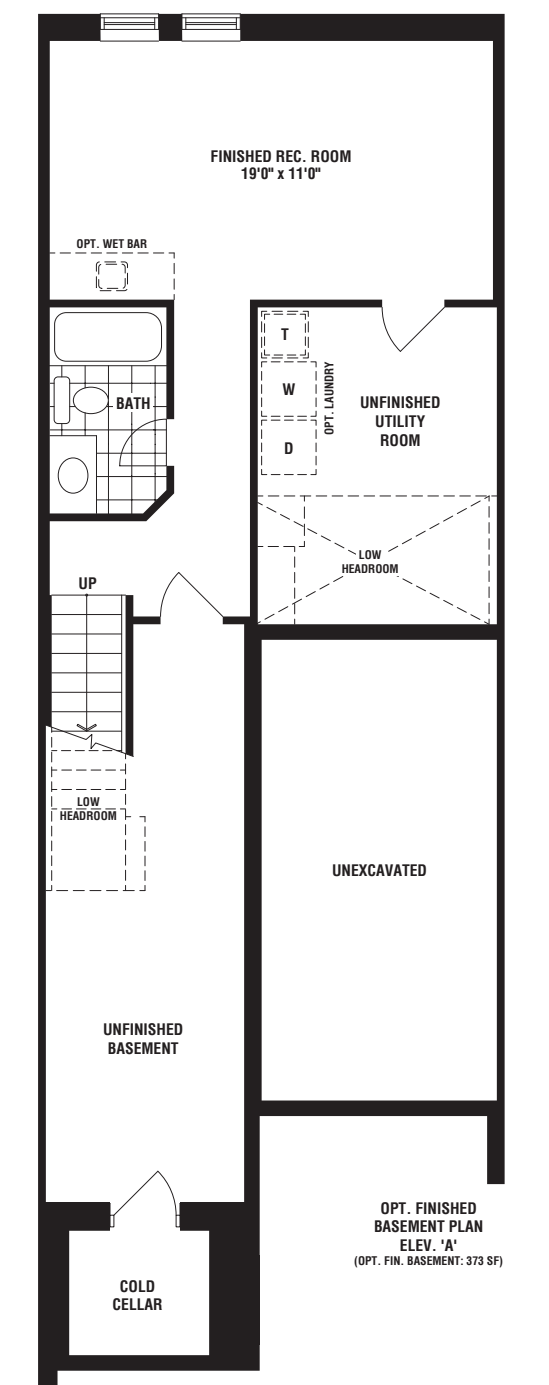 FINISHED REC. ROOM
19'0" x 11'0"
OPT. WET BAR
T
W
D
OPT. LAUNDRY
BATH
UNFINISHED
UTILITY
ROOM
LOW
HEADROOM
UP
LOW
HEADROOM
UNEXCAVATED
UNFINISHED
BASEMENT
COLD
CELLAR
OPT. FINISHED
BASEMENT PLAN
ELEV. 'A'
(OPT. FIN. BASEMENT: 373 SF)